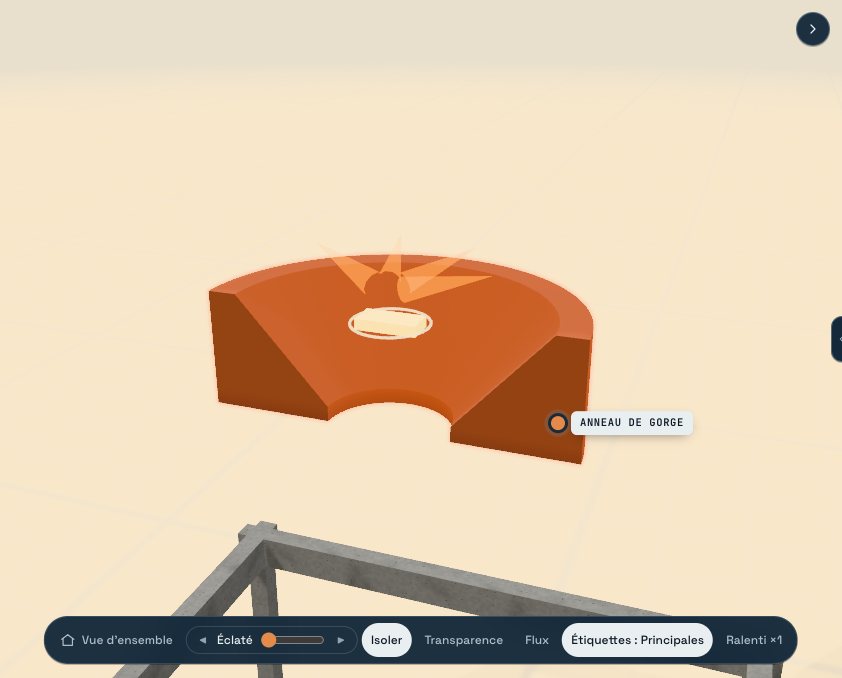 ANNEAU DE GORGE
Vue d'ensemble
Éclaté
Isoler
Transparence
Flux
Étiquettes : Principales
Ralenti ×1